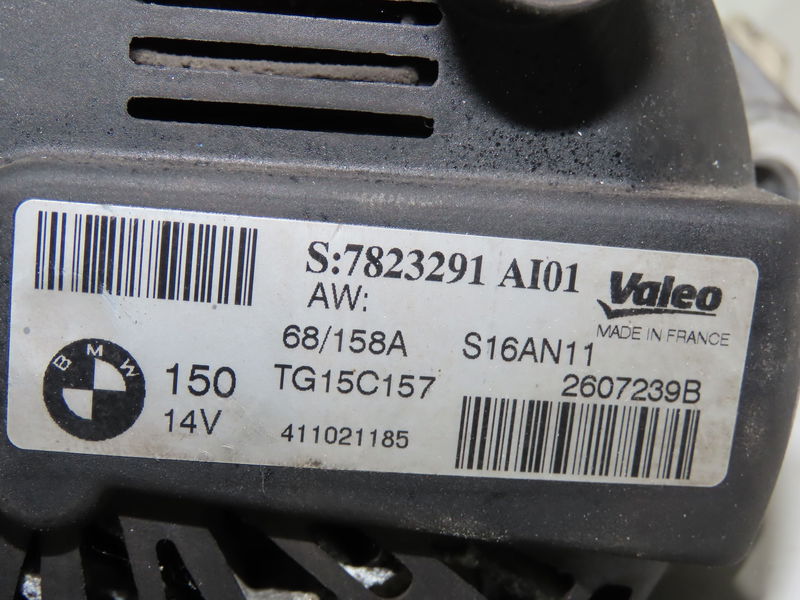 S:7823291 AI01
AW:
Valeo
MADE IN FRANCE
68/158A S16AN11
BMW
150 TG15C157 2607239B
14V 411021185